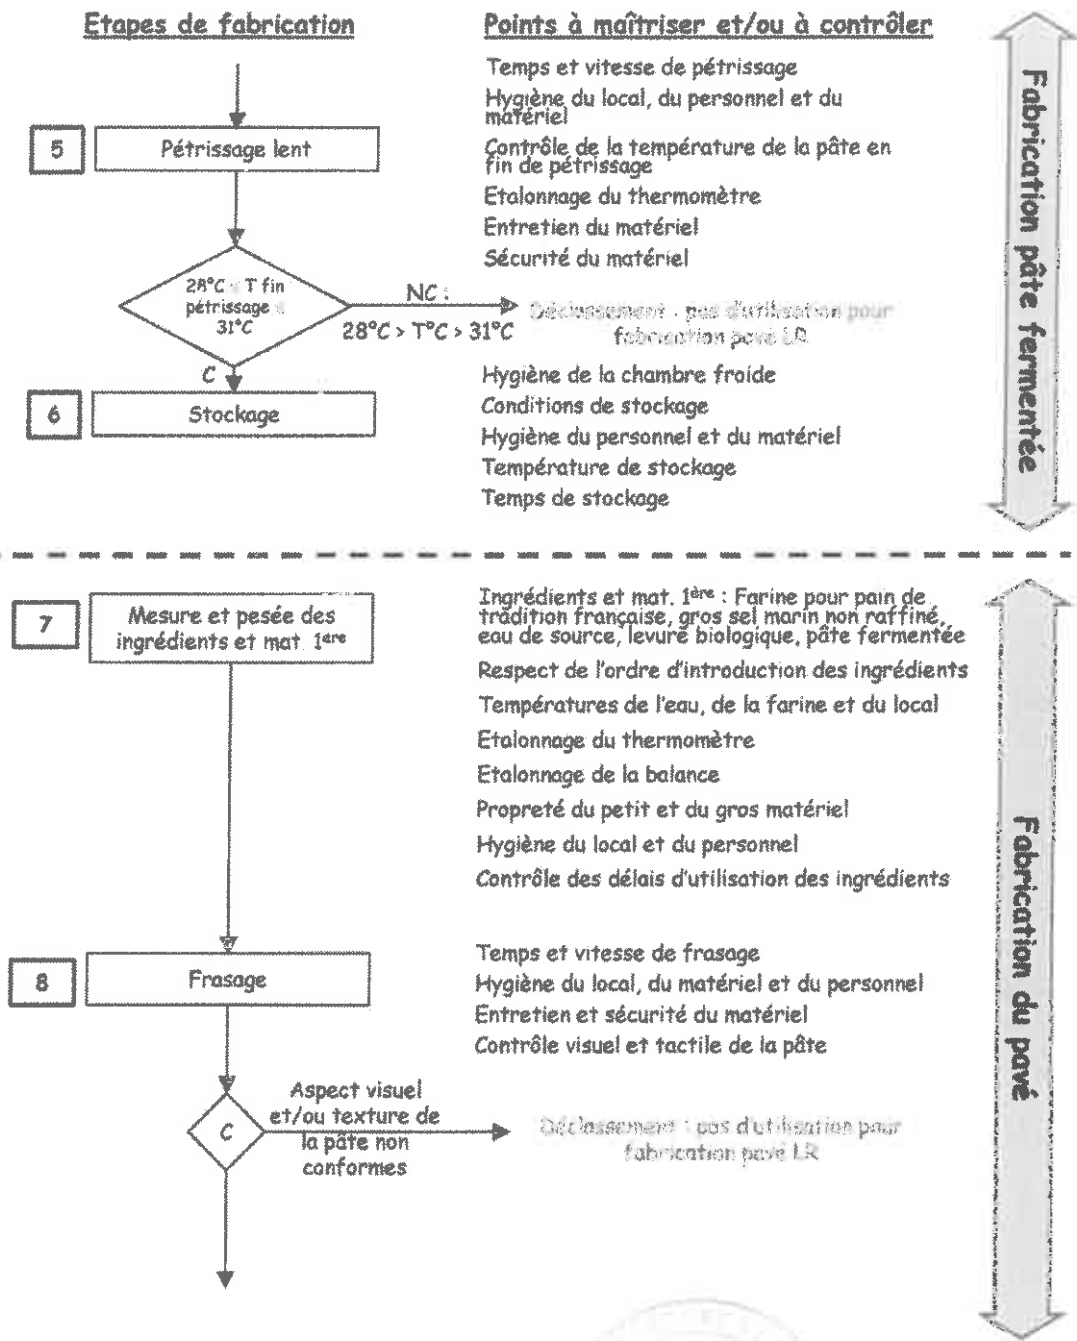 Etapes de fabrication
Points à maîtriser et/ou à contrôler
Temps et vitesse de pétrissage
Hygiène du local, du personnel et du
matériel
5
Pétrissage lent
Contrôle de la température de la pâte en
fin de pétrissage
Etalonnage du thermomètre
Entretien du matériel
Sécurité du matériel
28°C T fin
pétrissage
31°C
NC :
28°C > T°C > 31°C
Déclassement : pas d'utilisation pour
fabrication pavé LR
C
6
Stockage
Hygiène de la chambre froide
Conditions de stockage
Hygiène du personnel et du matériel
Température de stockage
Temps de stockage
Fabrication pâte fermentée
7
Mesure et pesée des
ingrédients et mat. 1ère
Ingrédients et mat. 1ère : Farine pour pain de
tradition française, gros sel marin non raffiné,
eau de source, levure biologique, pâte fermentée
Respect de l'ordre d'introduction des ingrédients
Températures de l'eau, de la farine et du local
Etalonnage du thermomètre
Etalonnage de la balance
Propreté du petit et du gros matériel
Hygiène du local et du personnel
Contrôle des délais d'utilisation des ingrédients
8
Frasage
Temps et vitesse de frasage
Hygiène du local, du matériel et du personnel
Entretien et sécurité du matériel
Contrôle visuel et tactile de la pâte
C
Aspect visuel
et/ou texture de
la pâte non
conformes
Déclassement : pas d'utilisation pour
fabrication pavé LR
Fabrication du pavé